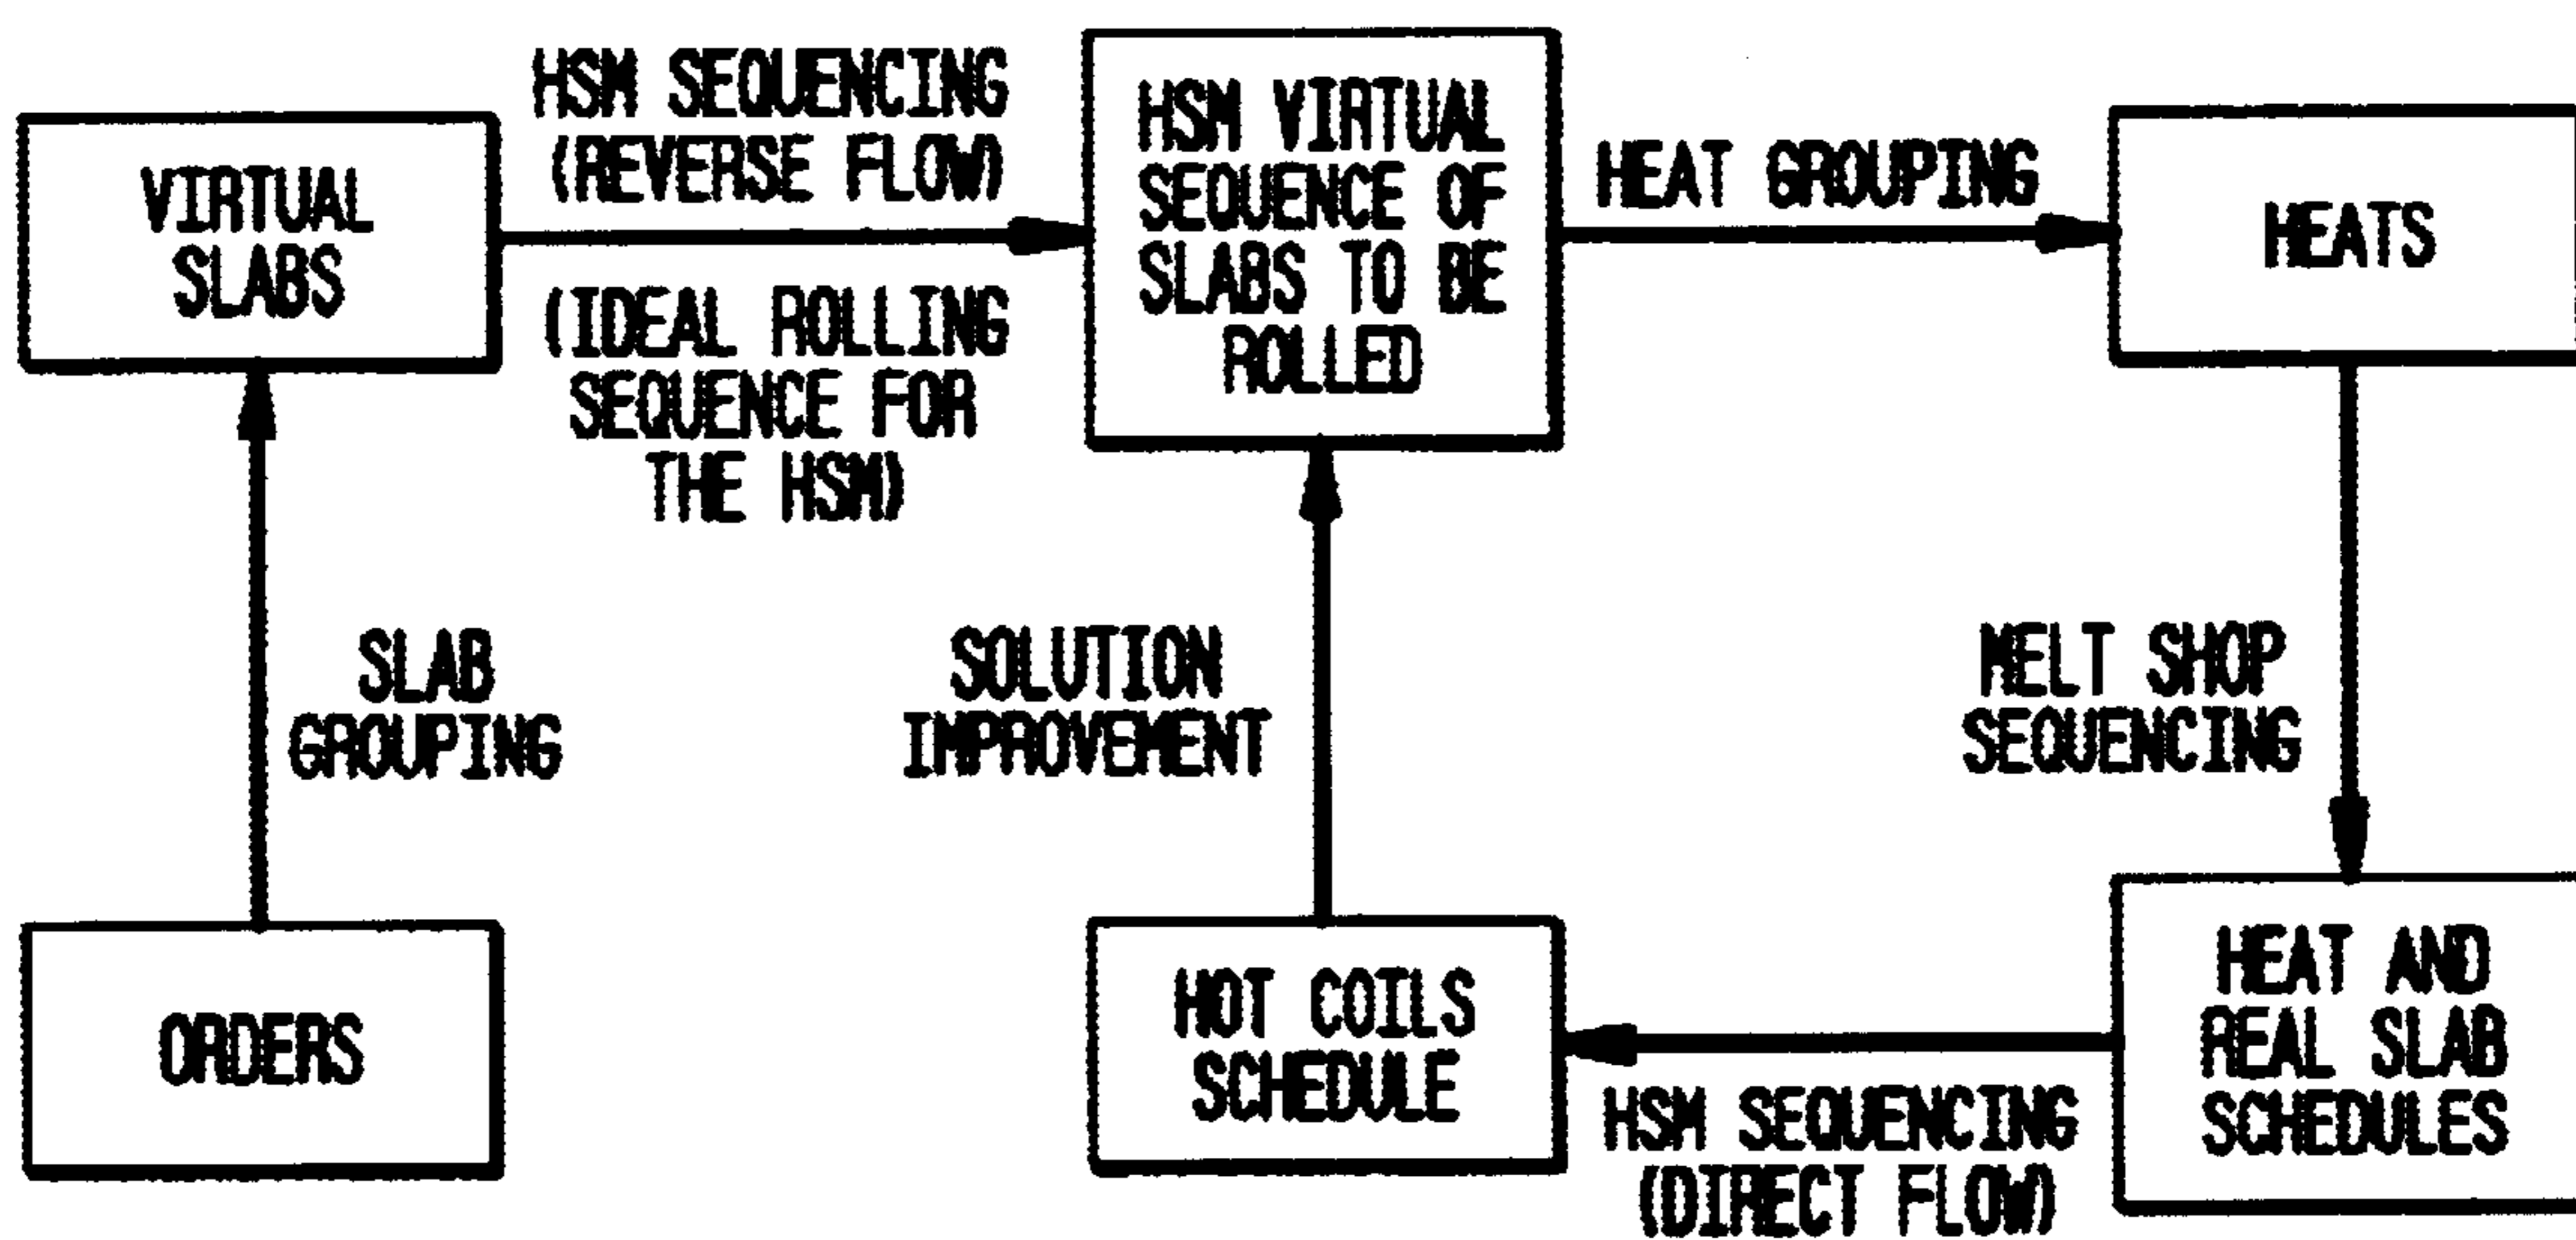 HSM SEQUENCING
(REVERSE FLOW)
VIRTUAL
SLABS
(IDEAL ROLLING
SEQUENCE FOR
THE HSM)
HSM VIRTUAL
SEQUENCE OF
SLABS TO BE
ROLLED
HEAT GROUPING
HEATS
SLAB
GROUPING
SOLUTION
IMPROVEMENT
MELT SHOP
SEQUENCING
ORDERS
HOT COILS
SCHEDULE
HSM SEQUENCING
(DIRECT FLOW)
HEAT AND
REAL SLAB
SCHEDULES